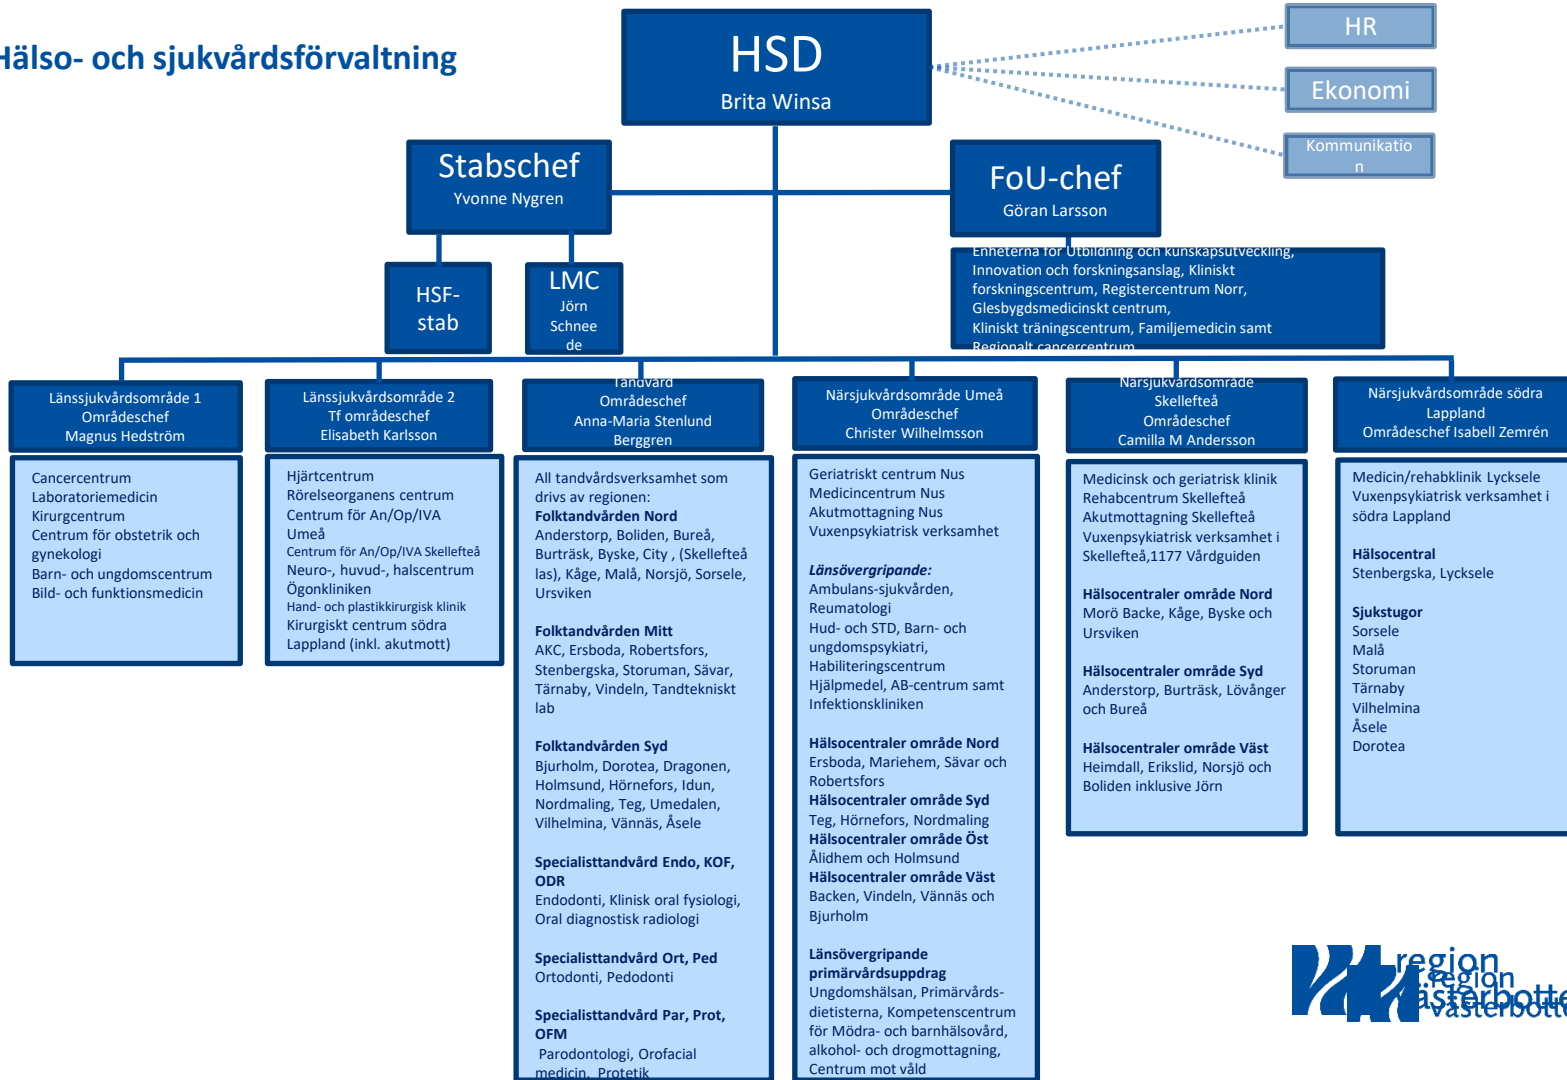 Hälso- och sjukvårdsförvaltning
HSD
Brita Winsa
HR
Ekonomi
Kommunikatio
n
Stabschef
Yvonne Nygren
FoU-chef
Göran Larsson
HSF-
stab
LMC
Jörn
Schnee
de
Enheterna för Utbildning och kunskapsutveckling,
Innovation och forskningsanslag, Kliniskt
forskningscentrum, Registercentrum Norr,
Glesbygdsmedicinskt centrum,
Kliniskt träningscentrum, Familjemedicin samt
Regionalt cancercentrum
Länssjukvårdsområde 1
Områdeschef
Magnus Hedström
Cancercentrum
Laboratoriemedicin
Kirurgcentrum
Centrum för obstetrik och
gynekologi
Barn- och ungdomscentrum
Bild- och funktionsmedicin
Länssjukvårdsområde 2
Tf områdeschef
Elisabeth Karlsson
Hjärtcentrum
Rörelseorganens centrum
Centrum för An/Op/IVA
Umeå
Centrum för An/Op/IVA Skellefteå
Neuro-, huvud-, halscentrum
Ögonkliniken
Hand- och plastikkirurgisk klinik
Kirurgiskt centrum södra
Lappland (inkl. akutmott)
Tandvård
Områdeschef
Anna-Maria Stenlund
Berggren
All tandvårdsverksamhet som
drivs av regionen:
Folktandvården Nord
Anderstorp, Boliden, Bureå,
Burträsk, Byske, City , (Skellefteå
las), Kåge, Malå, Norsjö, Sorsele,
Ursviken
Folktandvården Mitt
AKC, Ersboda, Robertsfors,
Stenbergska, Storuman, Sävar,
Tärnaby, Vindeln, Tandtekniskt
lab
Folktandvården Syd
Bjurholm, Dorotea, Dragonen,
Holmsund, Hörnefors, Idun,
Nordmaling, Teg, Umedalen,
Vilhelmina, Vännäs, Åsele
Specialisttandvård Endo, KOF,
ODR
Endodonti, Klinisk oral fysiologi,
Oral diagnostisk radiologi
Specialisttandvård Ort, Ped
Ortodonti, Pedodonti
Specialisttandvård Par, Prot,
OFM
Parodontologi, Orofacial
medicin, Protetik
Närsjukvårdsområde Umeå
Områdeschef
Christer Wilhelmsson
Geriatriskt centrum Nus
Medicincentrum Nus
Akutmottagning Nus
Vuxenpsykiatrisk verksamhet
Länsövergripande:
Ambulans-sjukvården,
Reumatologi
Hud- och STD, Barn- och
ungdomspsykiatri,
Habiliteringscentrum
Hjälpmedel, AB-centrum samt
Infektionskliniken
Hälsocentraler område Nord
Ersboda, Mariehem, Sävar och
Robertsfors
Hälsocentraler område Syd
Teg, Hörnefors, Nordmaling
Hälsocentraler område Öst
Ålidhem och Holmsund
Hälsocentraler område Väst
Backen, Vindeln, Vännäs och
Bjurholm
Länsövergripande
primärvårdsuppdrag
Ungdomshälsan, Primärvårds-
dietisterna, Kompetenscentrum
för Mödra- och barnhälsovård,
alkohol- och drogmottagning,
Centrum mot våld
Närsjukvårdsområde
Skellefteå
Områdeschef
Camilla M Andersson
Medicinsk och geriatrisk klinik
Rehabcentrum Skellefteå
Akutmottagning Skellefteå
Vuxenpsykiatrisk verksamhet i
Skellefteå,1177 Vårdguiden
Hälsocentraler område Nord
Morö Backe, Kåge, Byske och
Ursviken
Hälsocentraler område Syd
Anderstorp, Burträsk, Lövånger
och Bureå
Hälsocentraler område Väst
Heimdall, Erikslid, Norsjö och
Boliden inklusive Jörn
Närsjukvårdsområde södra
Lappland
Områdeschef Isabell Zemrén
Medicin/rehabklinik Lycksele
Vuxenpsykiatrisk verksamhet i
södra Lappland
Hälsocentral
Stenbergska, Lycksele
Sjukstugor
Sorsele
Malå
Storuman
Tärnaby
Vilhelmina
Åsele
Dorotea
region
västerbotte
region
västerbotte